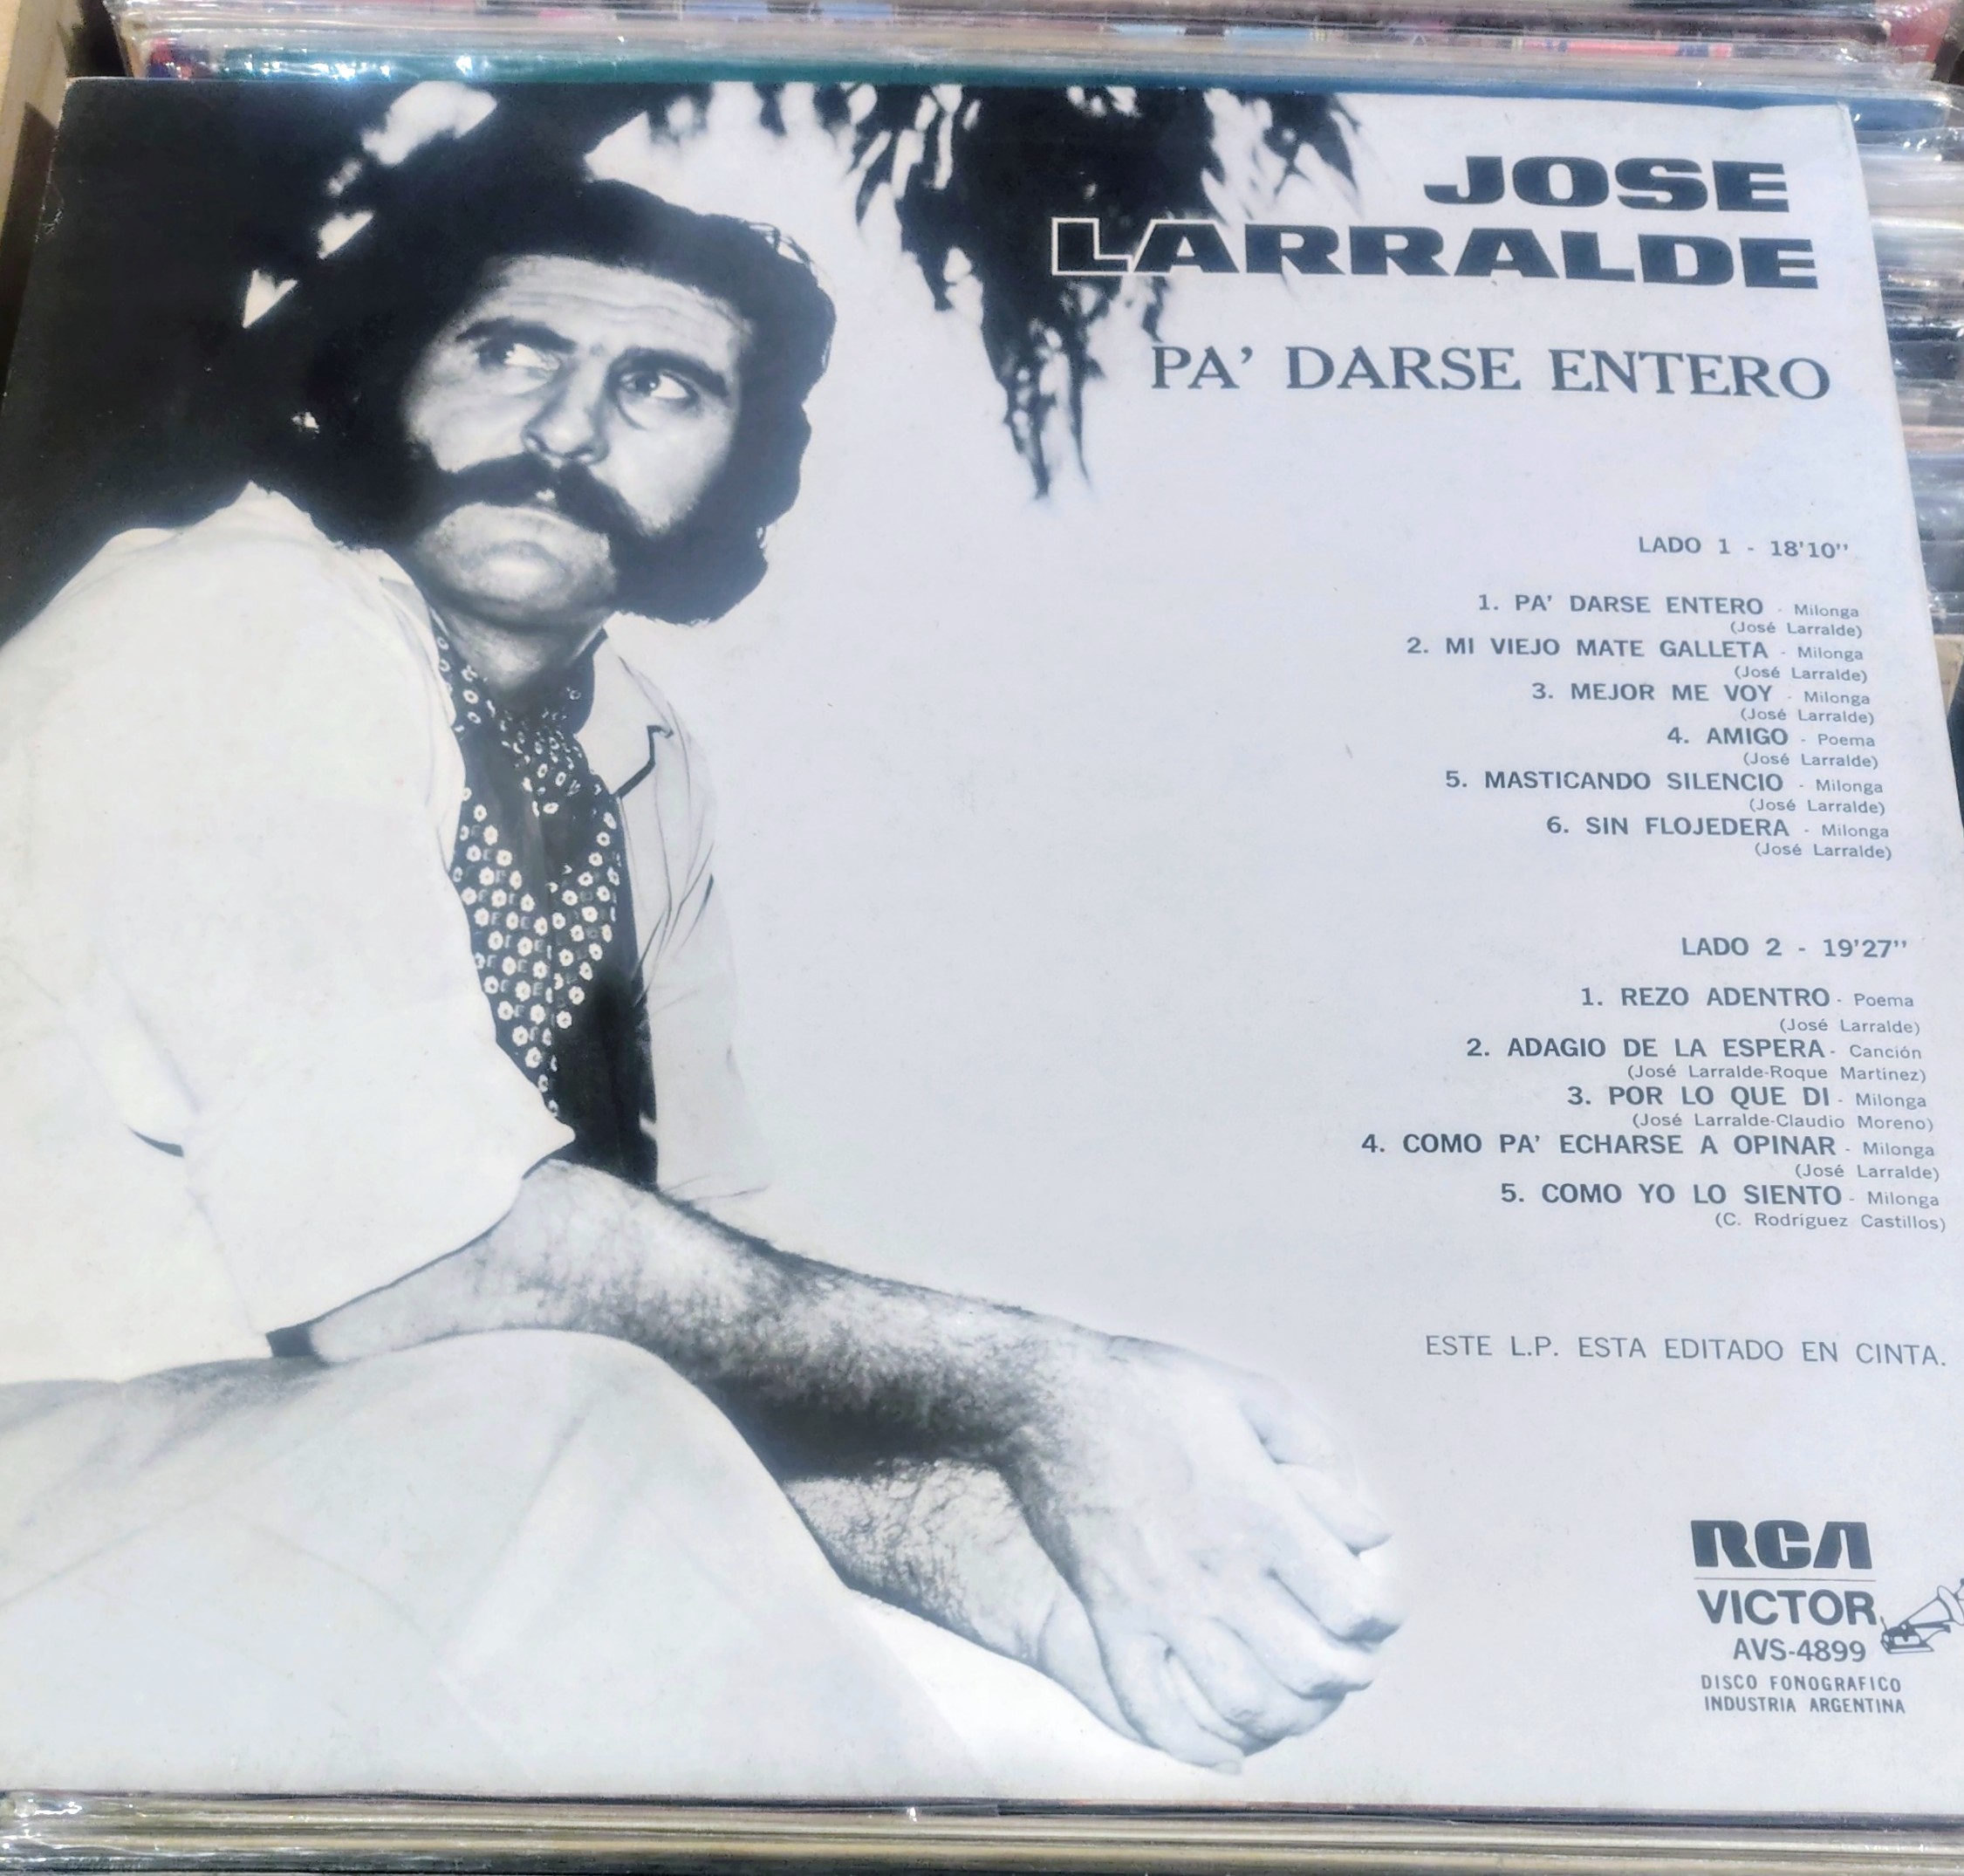 JOSE
LARRALDE
PA' DARSE ENTERO
LADO 1 - 18'10''
1. PA' DARSE ENTERO - Milonga
(José Larralde)
2. MI VIEJO MATE GALLETA - Milonga
(José Larralde)
3. MEJOR ME VOY - Milonga
(José Larralde)
4. AMIGO - Poema
(José Larralde)
5. MASTICANDO SILENCIO - Milonga
(José Larralde)
6. SIN FLOJEDERA - Milonga
(José Larralde)
LADO 2 - 19'27''
1. REZO ADENTRO - Poema
(José Larralde)
2. ADAGIO DE LA ESPERA - Canción
(José Larralde-Roque Martínez)
3. POR LO QUE DI - Milonga
(José Larralde-Claudio Moreno)
4. COMO PA' ECHARSE A OPINAR - Milonga
(José Larralde)
5. COMO YO LO SIENTO - Milonga
(C. Rodríguez Castillos)
ESTE L.P. ESTA EDITADO EN CINTA.
RCA
VICTOR
AVS-4899
DISCO FONOGRAFICO
INDUSTRIA ARGENTINA